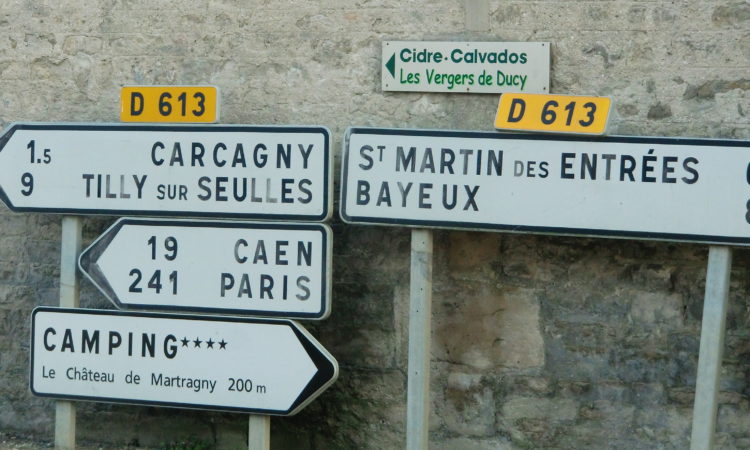 Cidre.Calvados
Les Vergers de Ducy
D 613
1.5 CARCAGNY
9 TILLY SUR SEULLES
D 613
ST MARTIN DES ENTRÉES
BAYEUX
19 CAEN
241 PARIS
CAMPING****
Le Château de Martragny 200 m